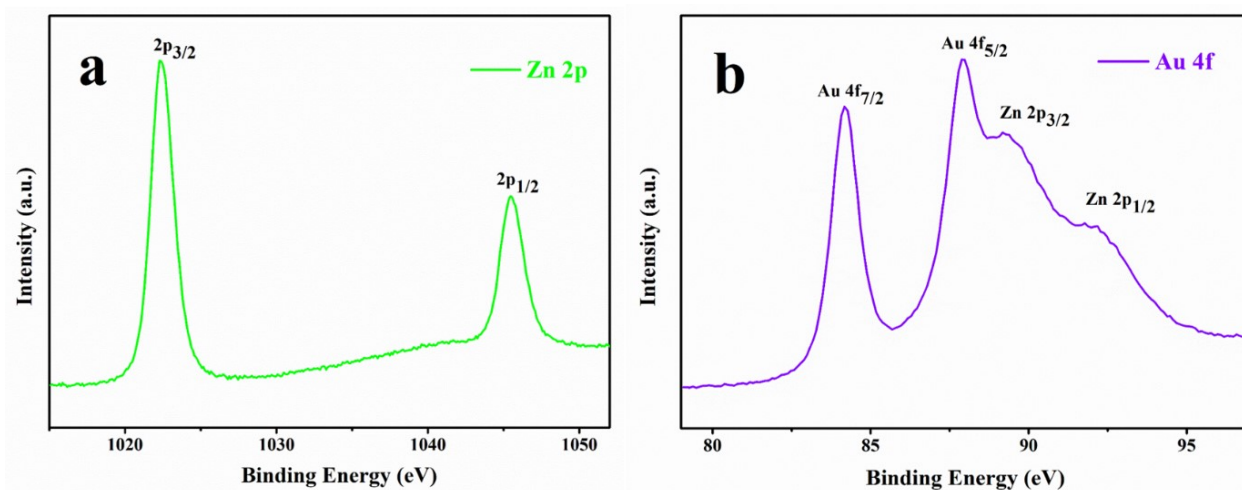 a
2p3/2
Zn 2p
2p1/2
Intensity (a.u.)
1020 1030 1040 1050
Binding Energy (eV)
b
Au 4f5/2
Au 4f
Au 4f7/2
Zn 2p3/2
Zn 2p1/2
Intensity (a.u.)
80 85 90 95
Binding Energy (eV)